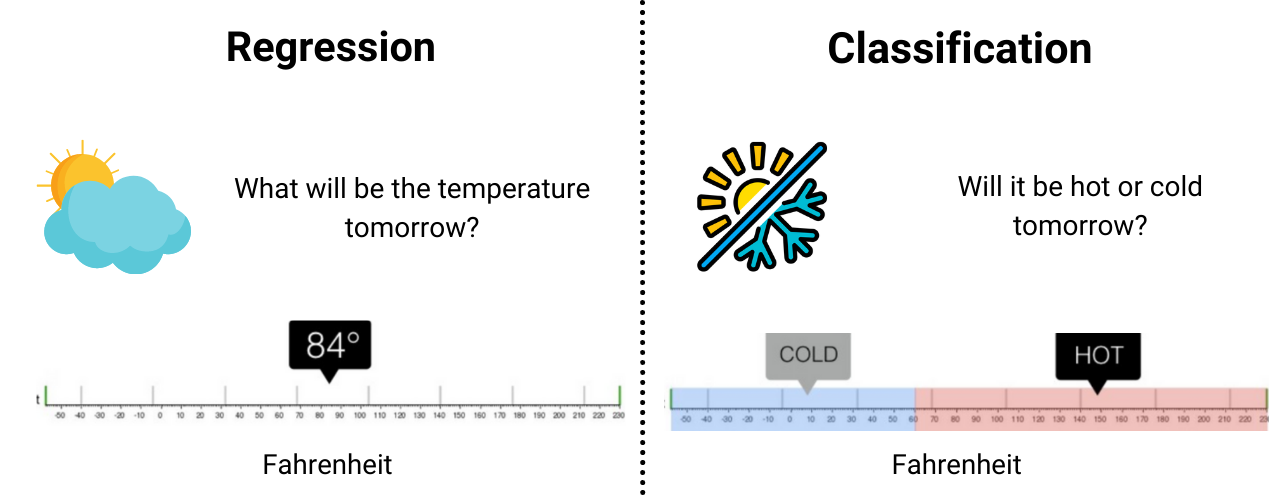 Regression
What will be the temperature
tomorrow?
84°
t
-50 -40 -30 -20 -10 0 10 20 30 40 50 60 70 80 90 100 110 120 130 140 150 160 170 180 190 200 210 220 230
Fahrenheit
Classification
Will it be hot or cold
tomorrow?
COLD
HOT
-50 -40 -30 -20 -10 0 10 20 30 40 50 60 70 80 90 100 110 120 130 140 150 160 170 180 190 200 210 220
Fahrenheit